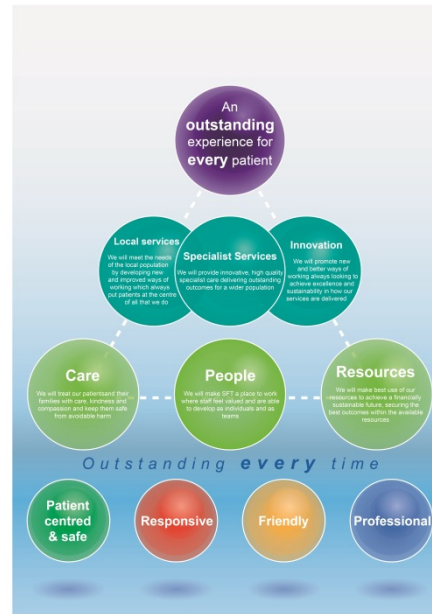 An
outstanding
experience for
every patient
Local services
We will meet the needs
of the local population
by developing new
and improved ways of
working which always
put patients at the centre
of all that we do
Specialist Services
We will provide innovative, high quality
specialist care delivering outstanding
outcomes for a wider population
Innovation
We will promote new
and better ways of
working always looking to
achieve excellence and
sustainability in how our
services are delivered
Care
We will treat our patientsand their
families with care, kindness and
compassion and keep them safe
from avoidable harm
People
We will make SFT a place to work
where staff feel valued and are able
to develop as individuals and as
teams
Resources
We will make best use of our
resources to achieve a financially
sustainable future, securing the
best outcomes within the available
resources
Outstanding every time
Patient
centred
& safe
Responsive
Friendly
Professional